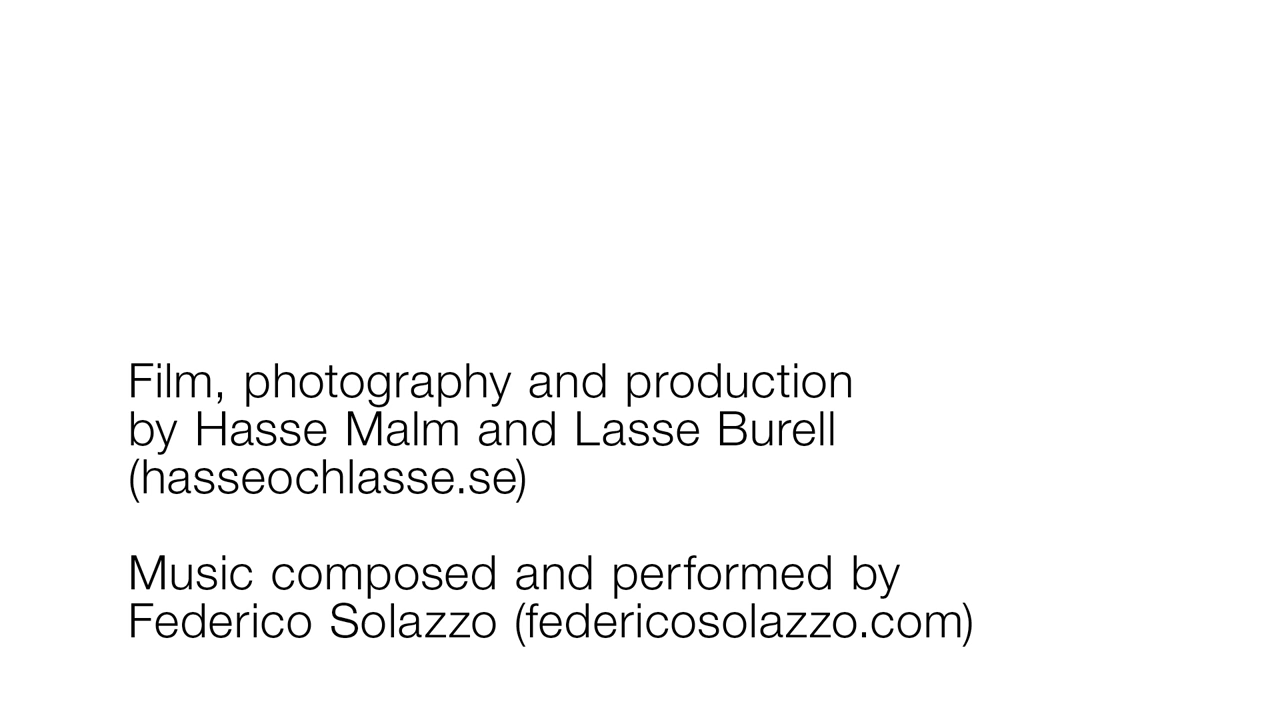 Film, photography and production
by Hasse Malm and Lasse Burell
(hasseochlasse.se)
Music composed and performed by
Federico Solazzo (federicosolazzo.com)